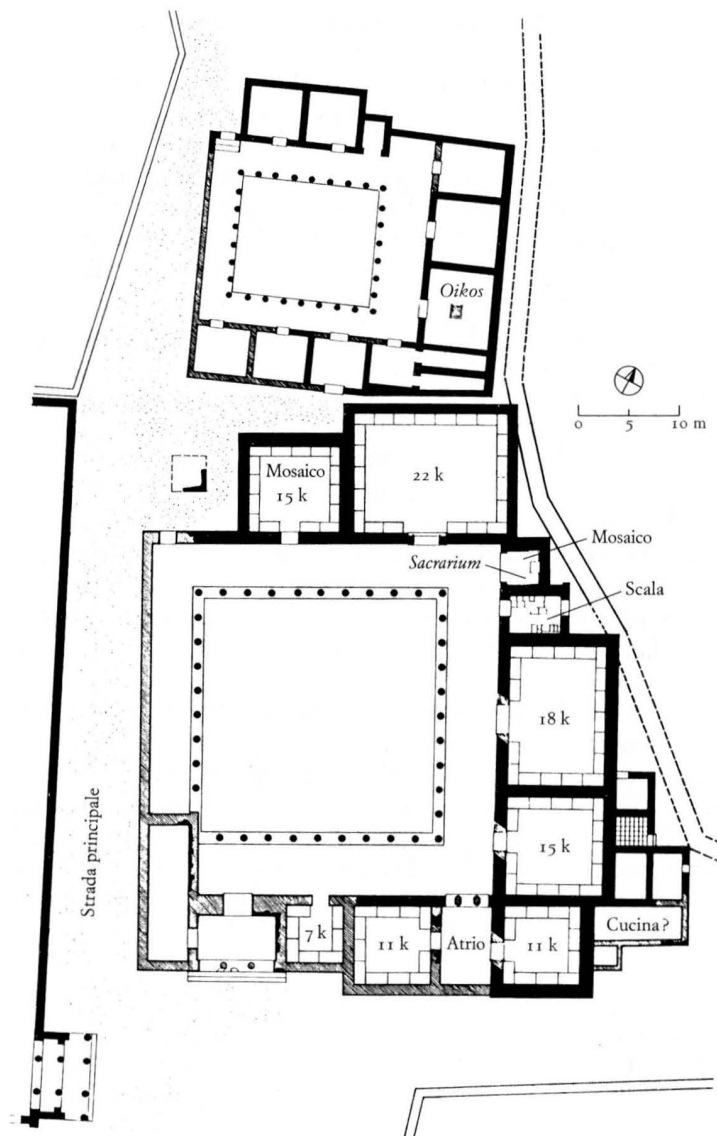 Oikos
0 5 10 m
Mosaico
15 k
22 k
Mosaico
Sacrarium
Scala
18 k
Strada principale
15 k
7 k
11 k
Atrio
11 k
Cucina?